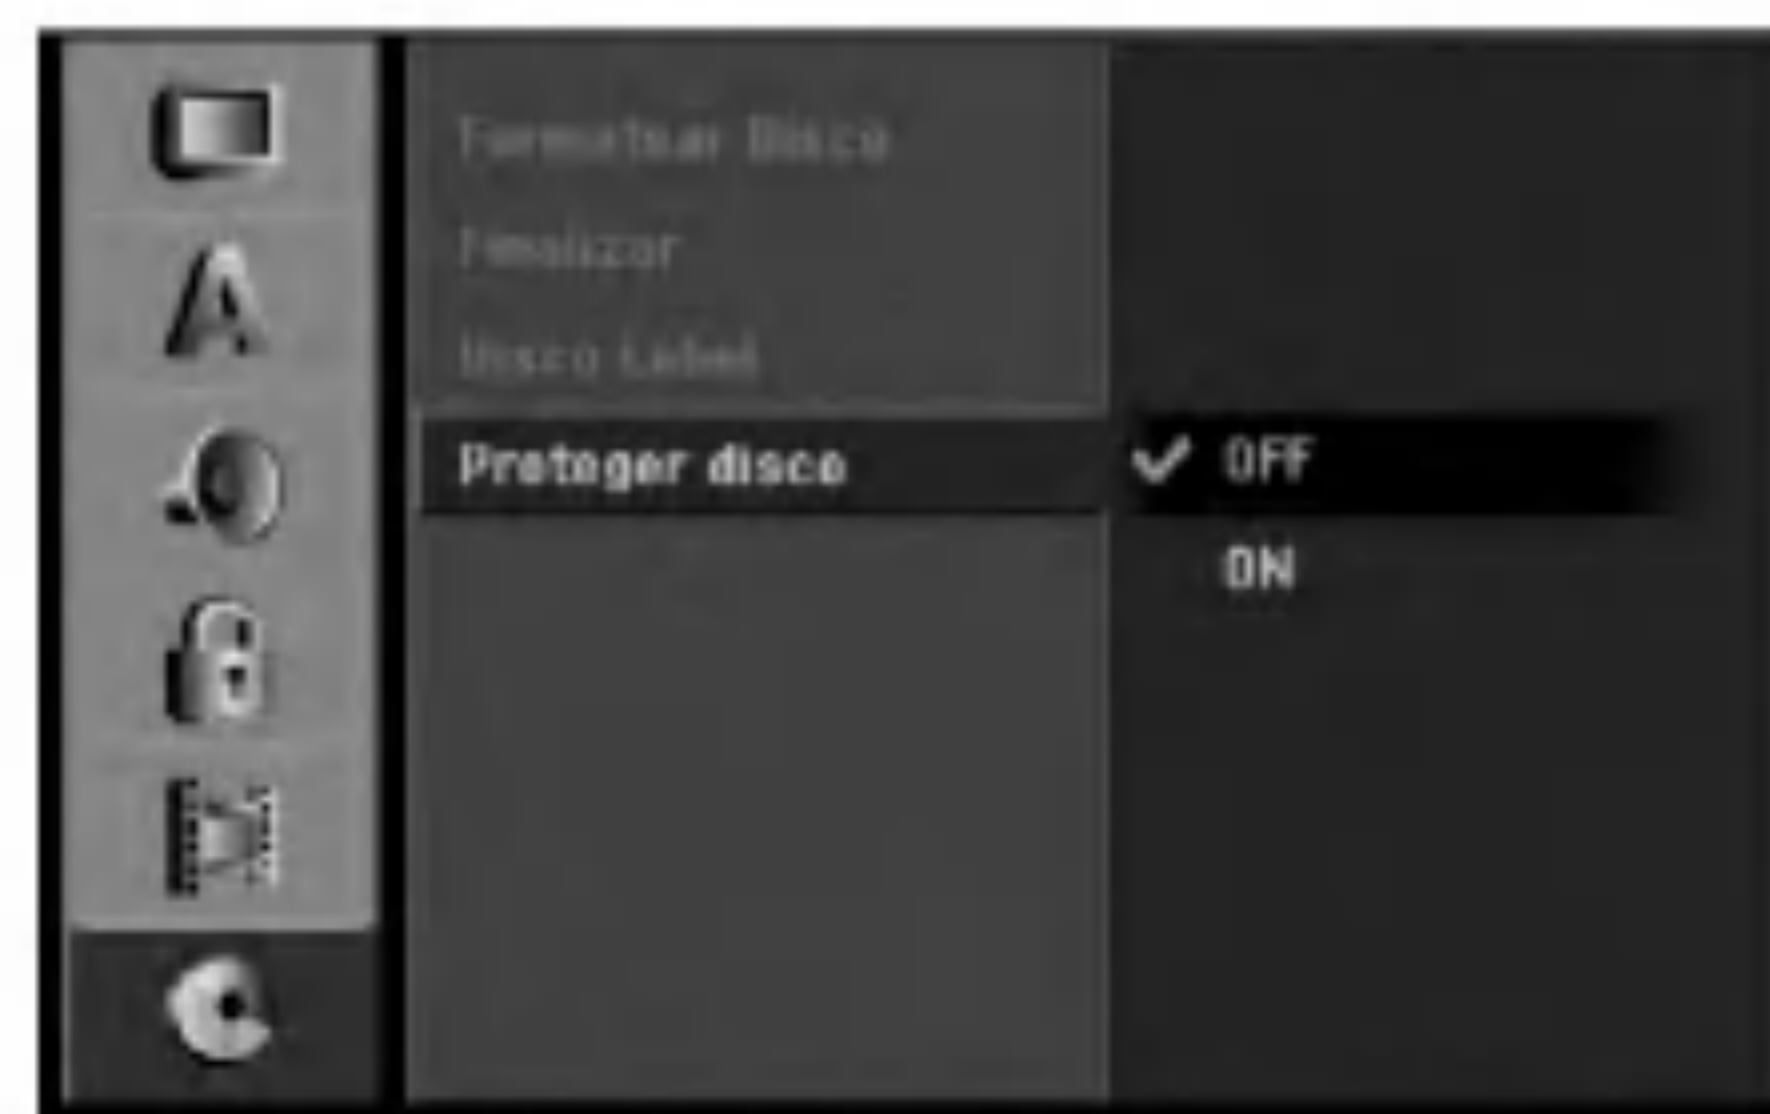 Formatear Disco
Finalizar
Disco Label
Proteger disco
OFF
ON